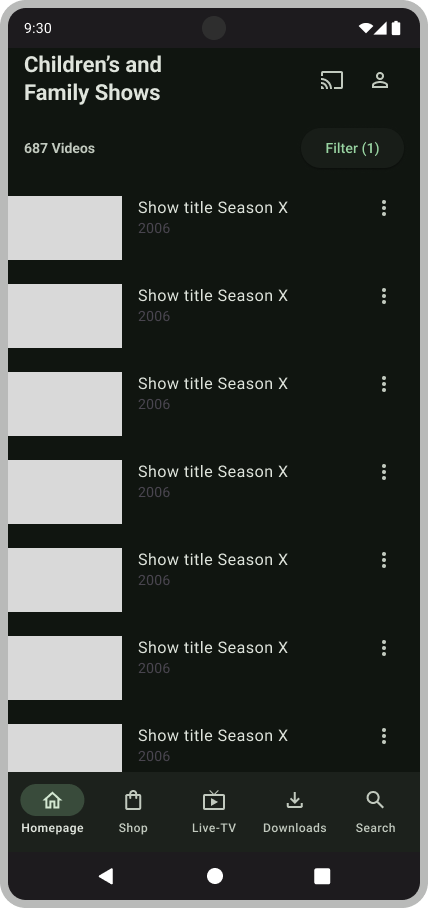 9:30
Children's and
Family Shows
687 Videos
Filter (1)
Show title Season X
2006
Show title Season X
2006
Show title Season X
2006
Show title Season X
2006
Show title Season X
2006
Show title Season X
2006
Show title Season X
2006
Homepage
Shop
Live-TV
Downloads
Search